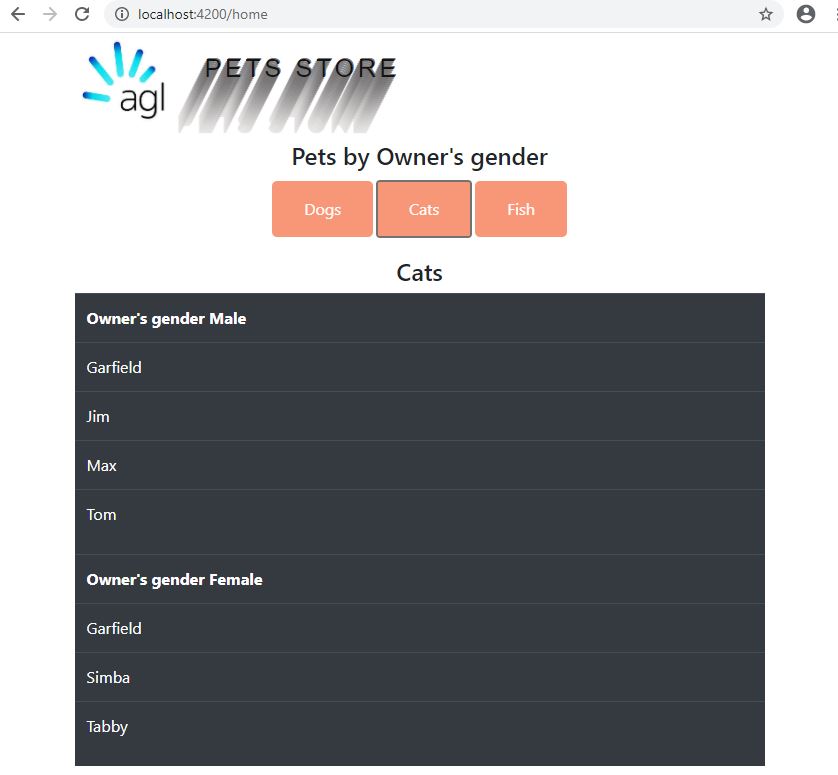 localhost:4200/home
agl
PETS STORE
Pets by Owner's gender
Dogs Cats Fish
Cats
Owner's gender Male
Garfield
Jim
Max
Tom
Owner's gender Female
Garfield
Simba
Tabby